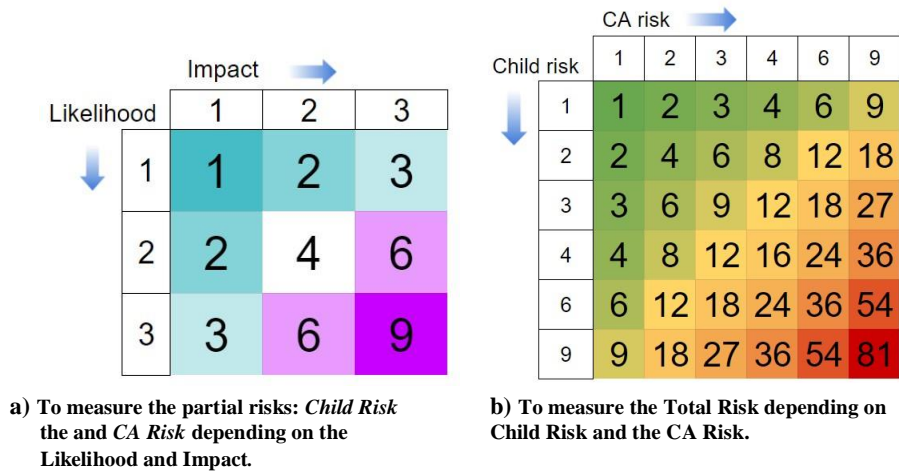 Impact
Likelihood 1 2 3
1 1 2 3
2 2 4 6
3 3 6 9
a) To measure the partial risks: Child Risk
the and CA Risk depending on the
Likelihood and Impact.
CA risk
Child risk 1 2 3 4 6 9
1 1 2 3 4 6 9
2 2 4 6 8 12 18
3 3 6 9 12 18 27
4 4 8 12 16 24 36
6 6 12 18 24 36 54
9 9 18 27 36 54 81
b) To measure the Total Risk depending on
Child Risk and the CA Risk.